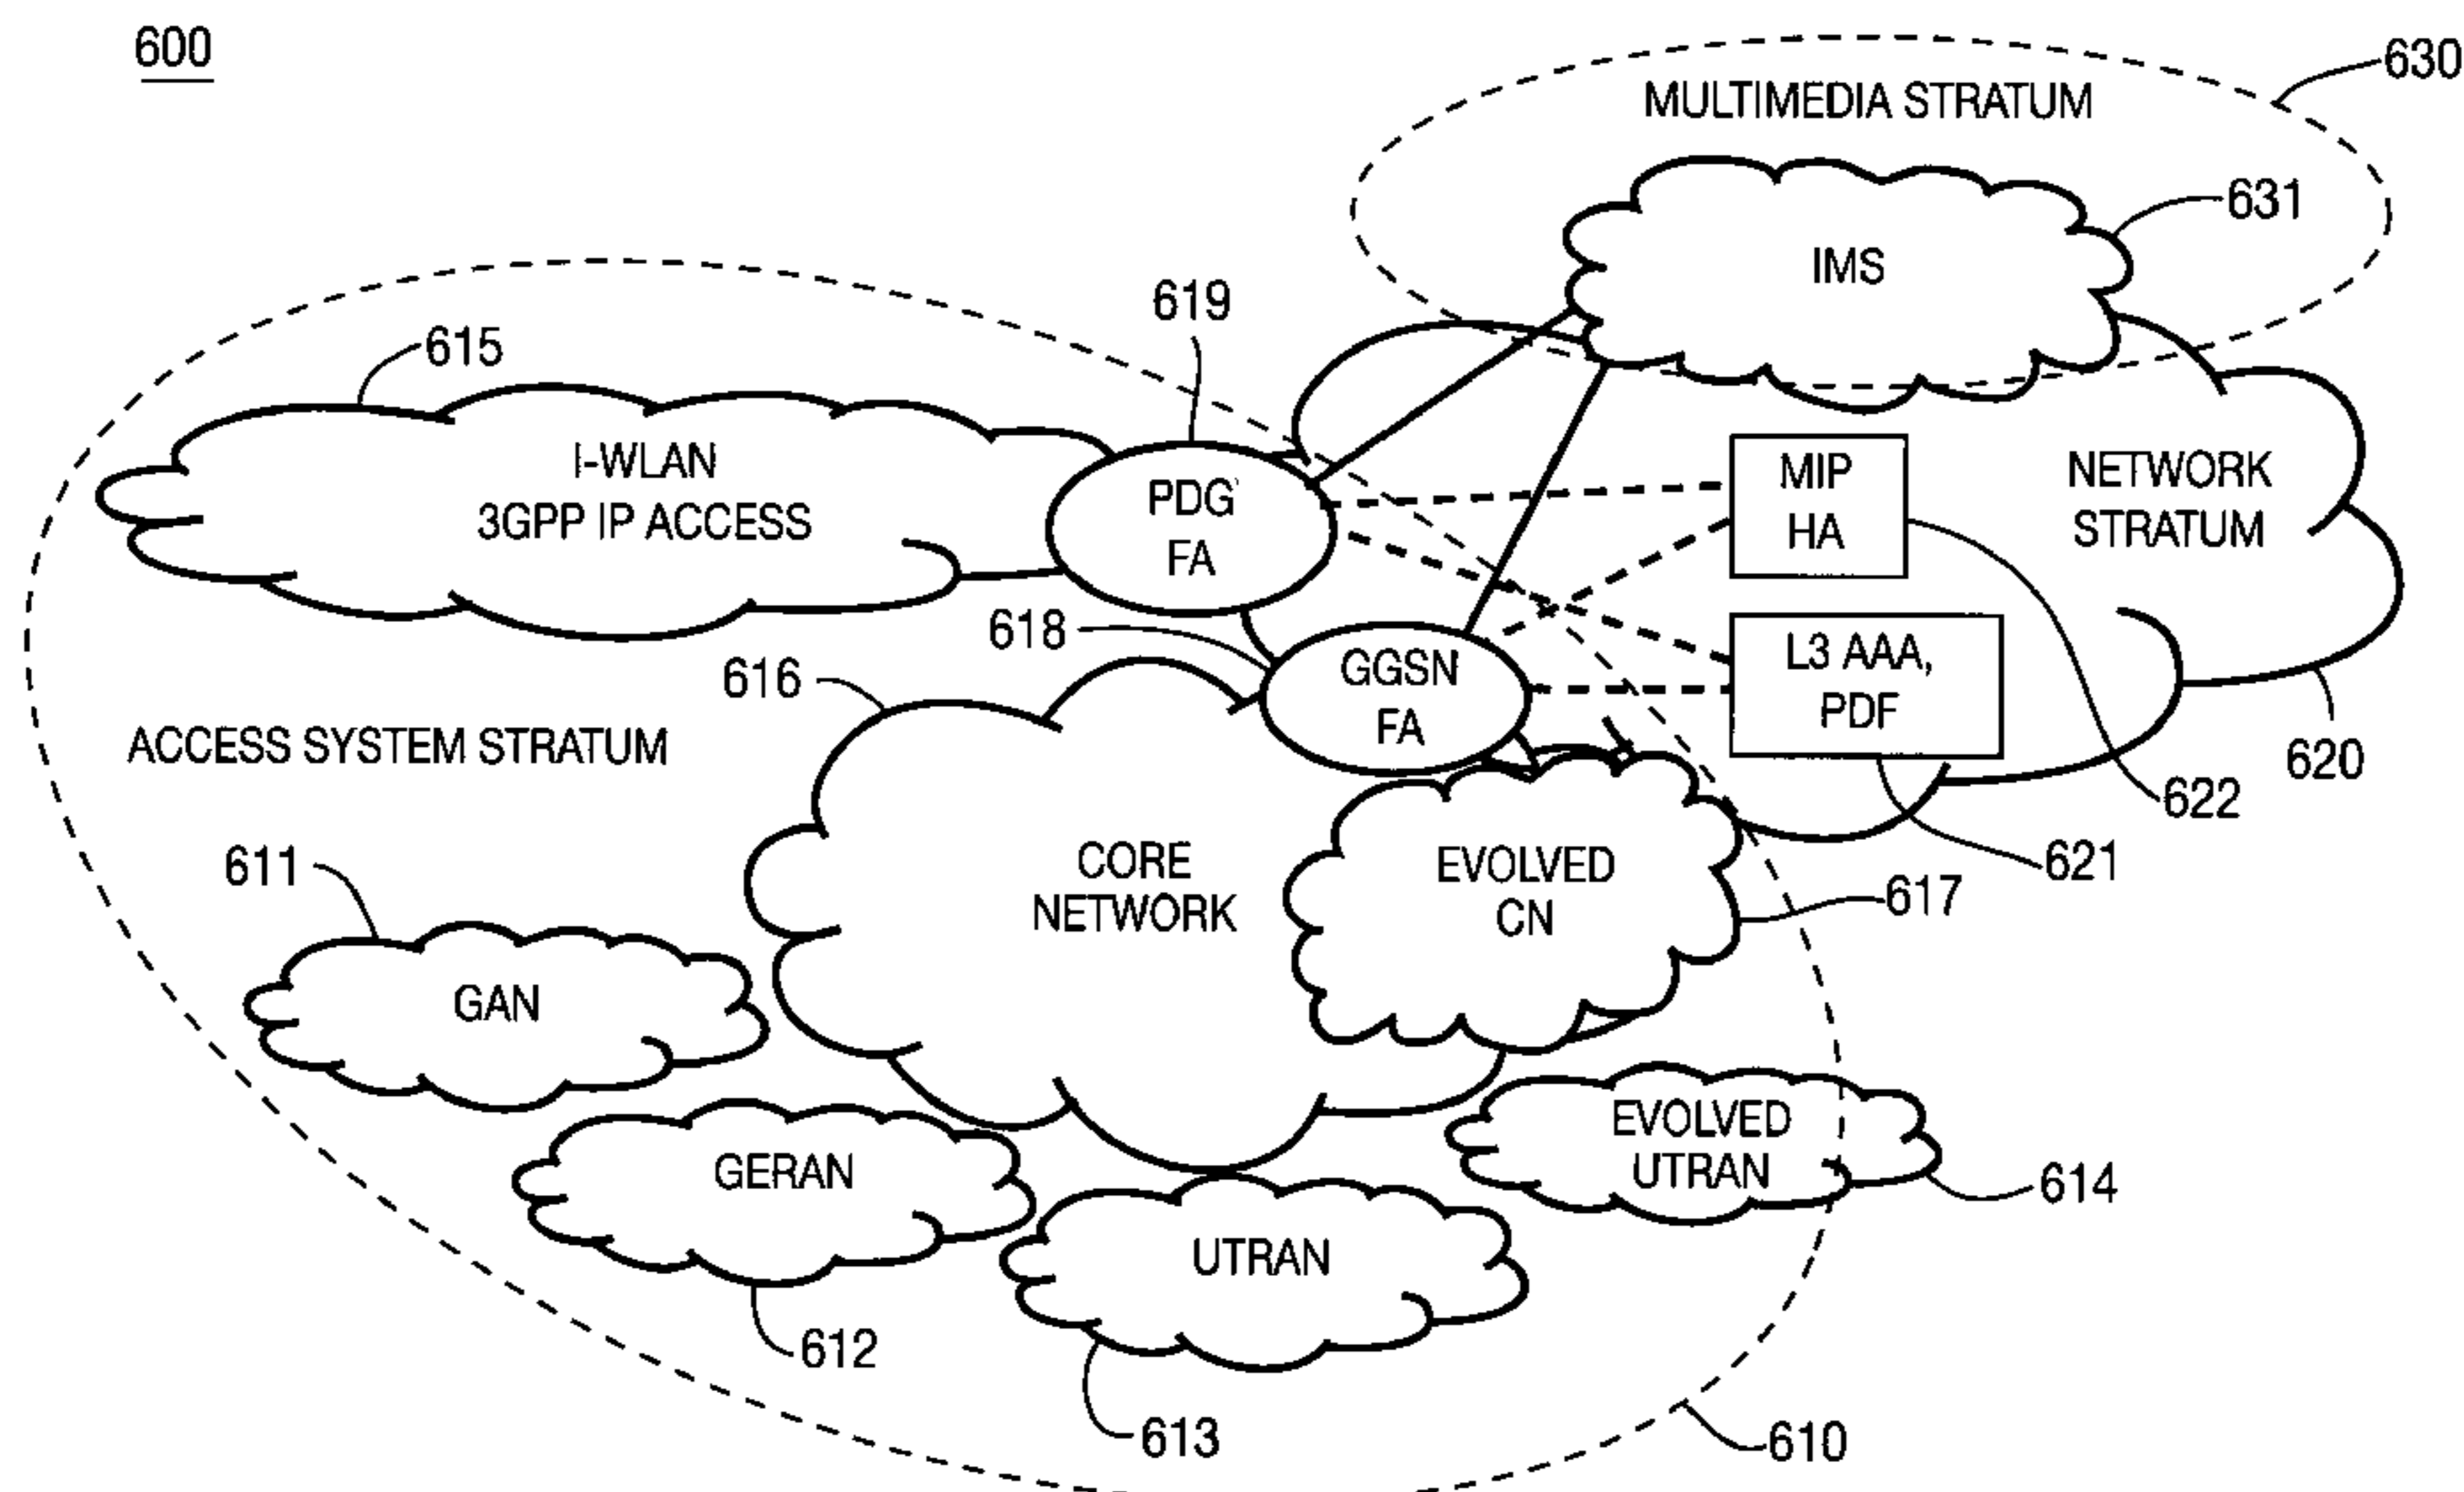 600
630
MULTIMEDIA STRATUM
631
IMS
619
615
I-WLAN
3GPP IP ACCESS
PDG'
FA
MIP
HA
NETWORK
STRATUM
618
GGSN
FA
L3 AAA,
PDF
616
ACCESS SYSTEM STRATUM
620
622
621
611
CORE
NETWORK
EVOLVED
CN
617
GAN
GERAN
EVOLVED
UTRAN
614
UTRAN
612
613
610